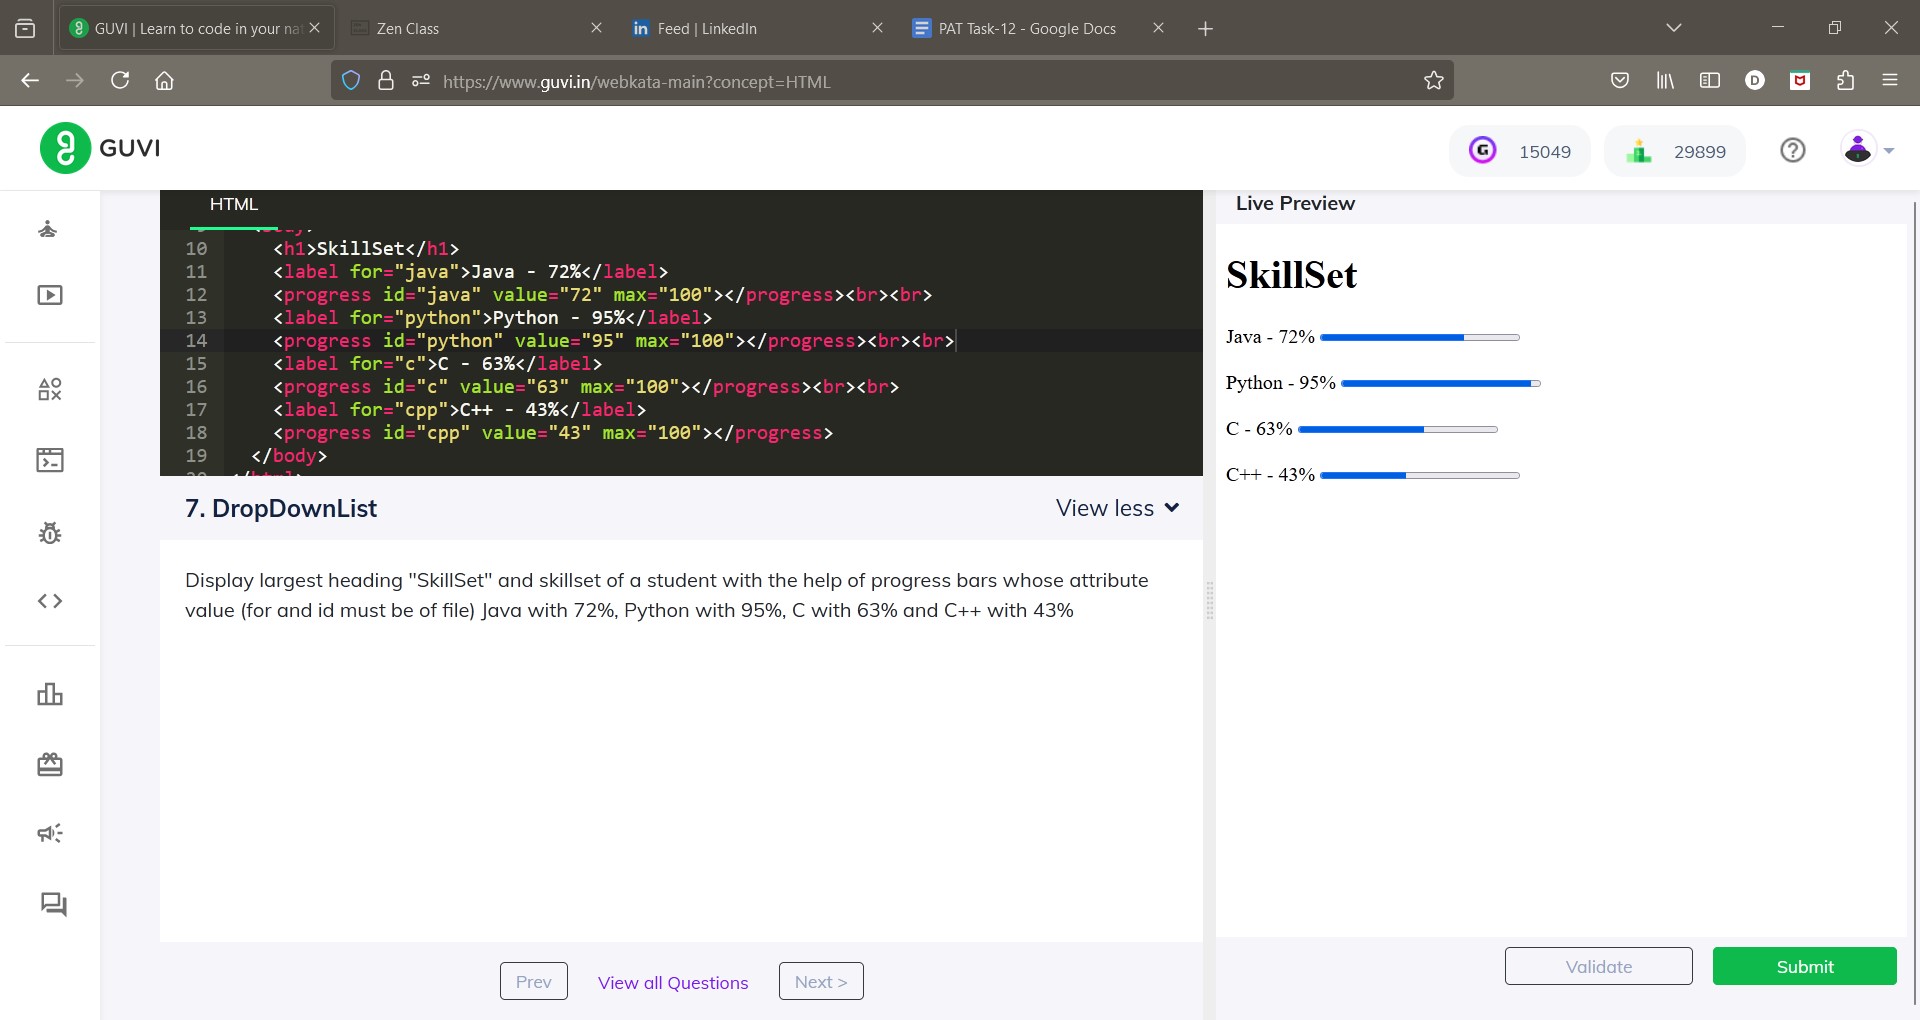 GUVI | Learn to code in your nat
Zen Class
Feed | LinkedIn
PAT Task-12 - Google Docs
https://www.guvi.in/webkata-main?concept=HTML
GUVI
15049
29899
HTML
10 <h1>SkillSet</h1>
11 <label for="java">Java - 72%</label>
12 <progress id="java" value="72" max="100"></progress><br><br>
13 <label for="python">Python - 95%</label>
14 <progress id="python" value="95" max="100"></progress><br><br>
15 <label for="c">C - 63%</label>
16 <progress id="c" value="63" max="100"></progress><br><br>
17 <label for="cpp">C++ - 43%</label>
18 <progress id="cpp" value="43" max="100"></progress>
19 </body>
7. DropDownList
View less
Display largest heading "SkillSet" and skillset of a student with the help of progress bars whose attribute
value (for and id must be of file) Java with 72%, Python with 95%, C with 63% and C++ with 43%
Prev
View all Questions
Next >
Live Preview
SkillSet
Java - 72%
Python - 95%
C - 63%
C++ - 43%
Validate
Submit